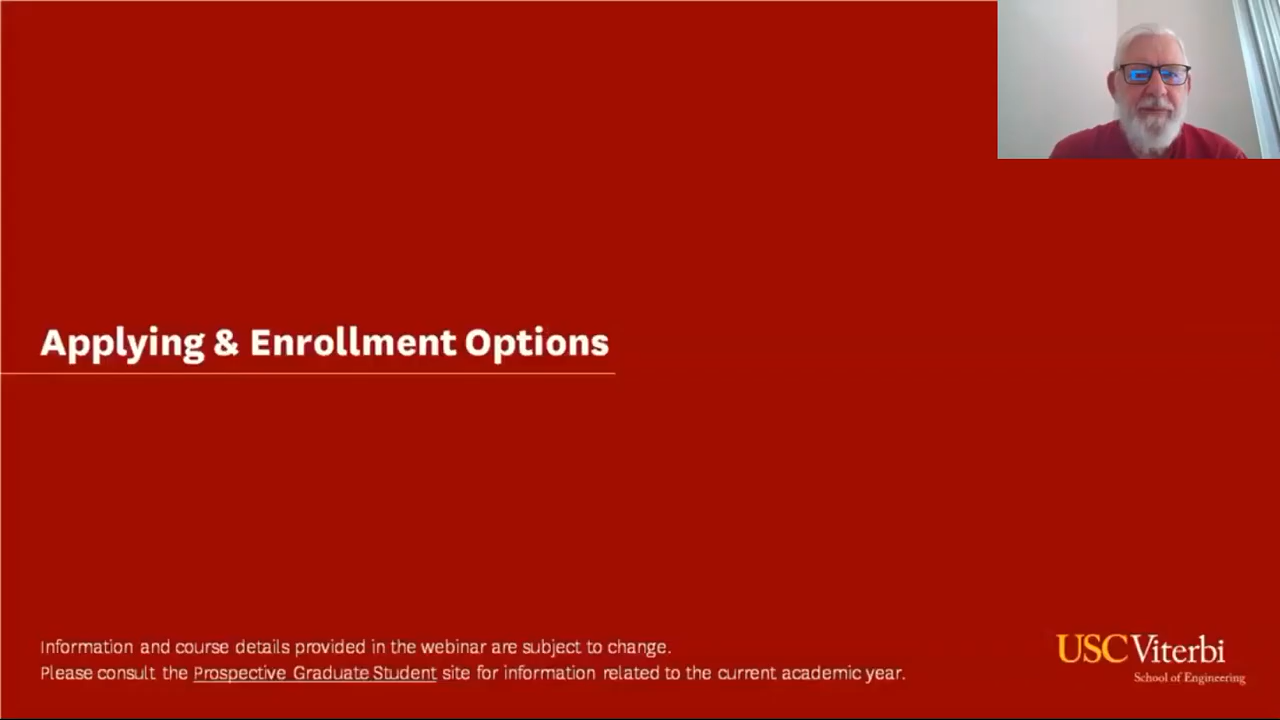 Applying & Enrollment Options
Information and course details provided in the webinar are subject to change.
Please consult the Prospective Graduate Student site for information related to the current academic year.
USC Viterbi
School of Engineering